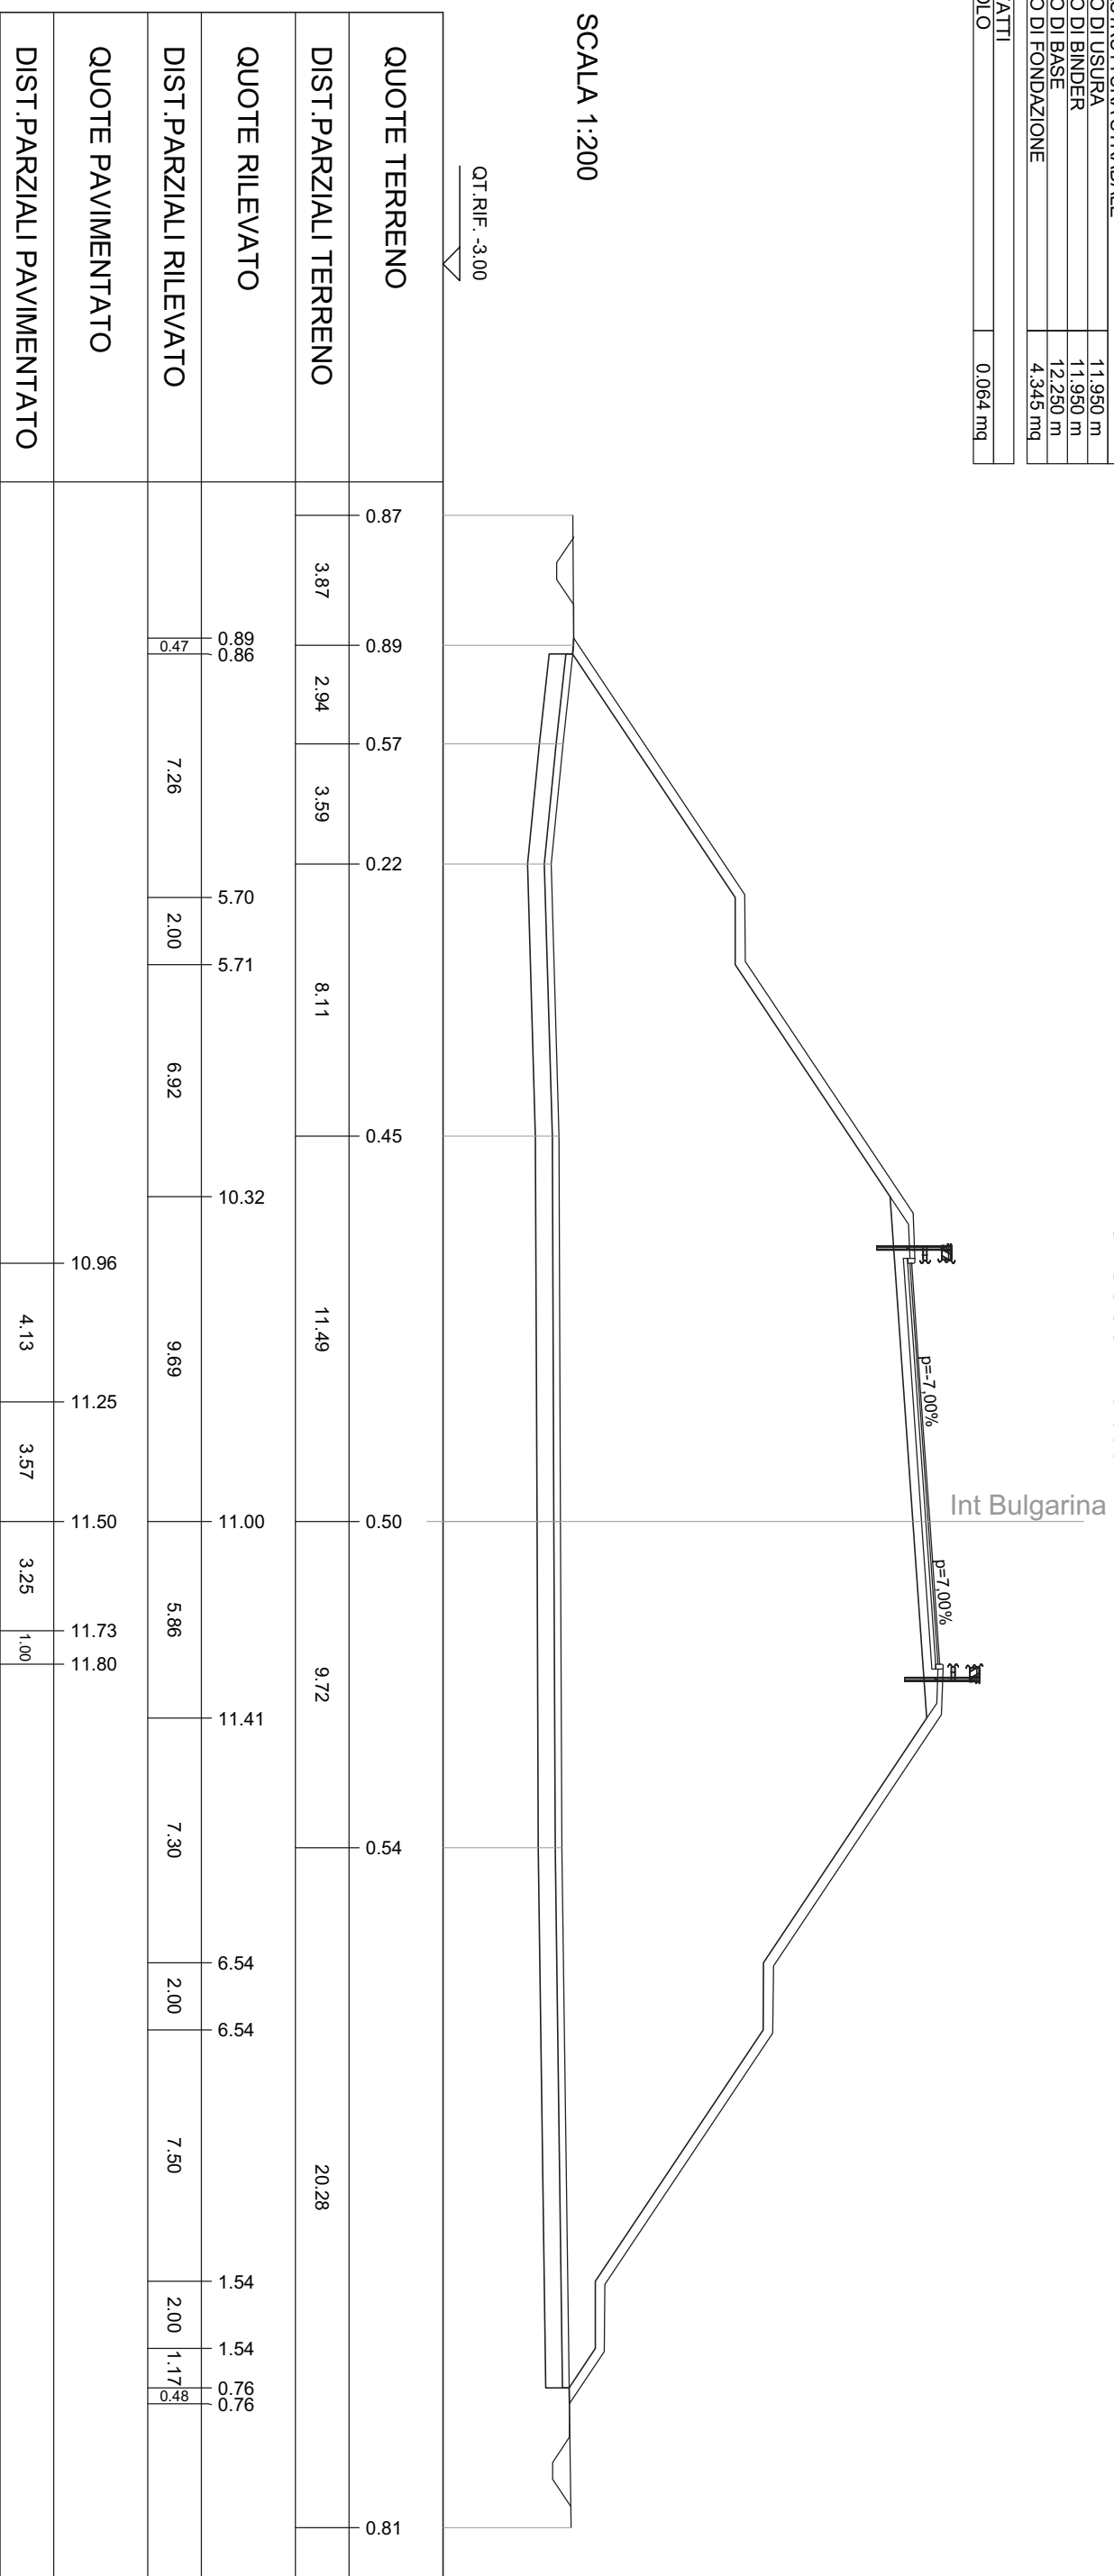 O DI USURA 11.950 m
O DI BINDER 11.950 m
O DI BASE 12.250 m
O DI FONDAZIONE 4.345 mq
ATTI
OLO 0.064 mq
Int Bulgarina
p=-7,00% p=7,00%
SCALA 1:200
QT.RIF. -3.00
QUOTE TERRENO 0.87 0.89 0.57 0.22 0.45 0.50 0.54 0.81
DIST.PARZIALI TERRENO 3.87 2.94 3.59 8.11 11.49 9.72 20.28
QUOTE RILEVATO 0.89 0.86 5.70 5.71 10.32 11.00 11.41 6.54 6.54 1.54 1.54 0.76 0.76
DIST.PARZIALI RILEVATO 0.47 7.26 2.00 6.92 9.69 5.86 7.30 2.00 7.50 2.00 1.17 0.48
QUOTE PAVIMENTATO 10.96 11.25 11.50 11.73 11.80
DIST.PARZIALI PAVIMENTATO 4.13 3.57 3.25 1.00